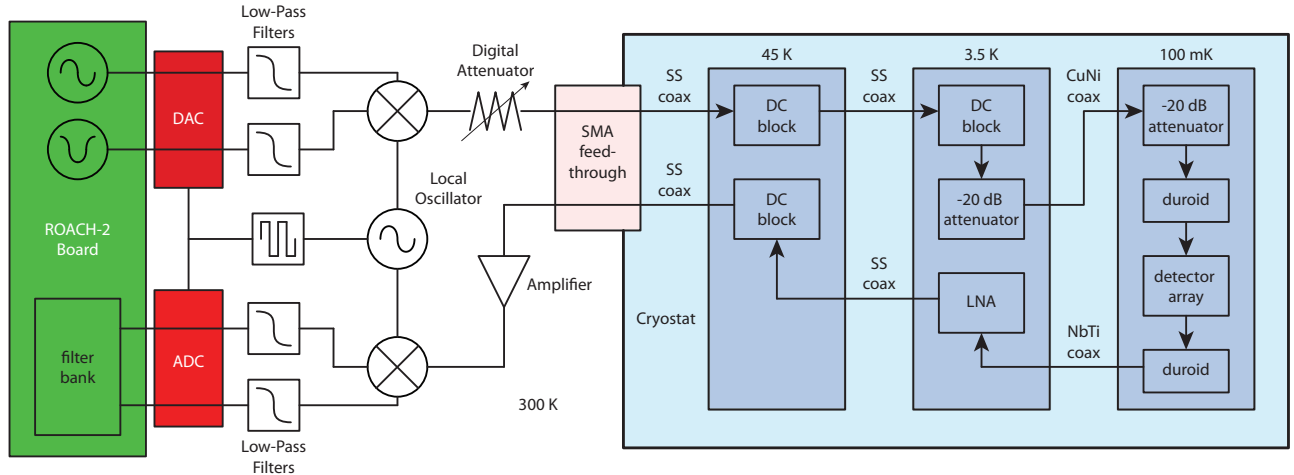 Low-Pass
Filters
Digital
Attenuator
DAC
ROACH-2
Board
Local
Oscillator
ADC
filter
bank
Amplifier
Low-Pass
Filters
300 K
SMA
feed-
through
Cryostat
SS
coax
SS
coax
45 K
DC
block
DC
block
SS
coax
SS
coax
3.5 K
DC
block
-20 dB
attenuator
LNA
CuNi
coax
NbTi
coax
100 mK
-20 dB
attenuator
duroid
detector
array
duroid